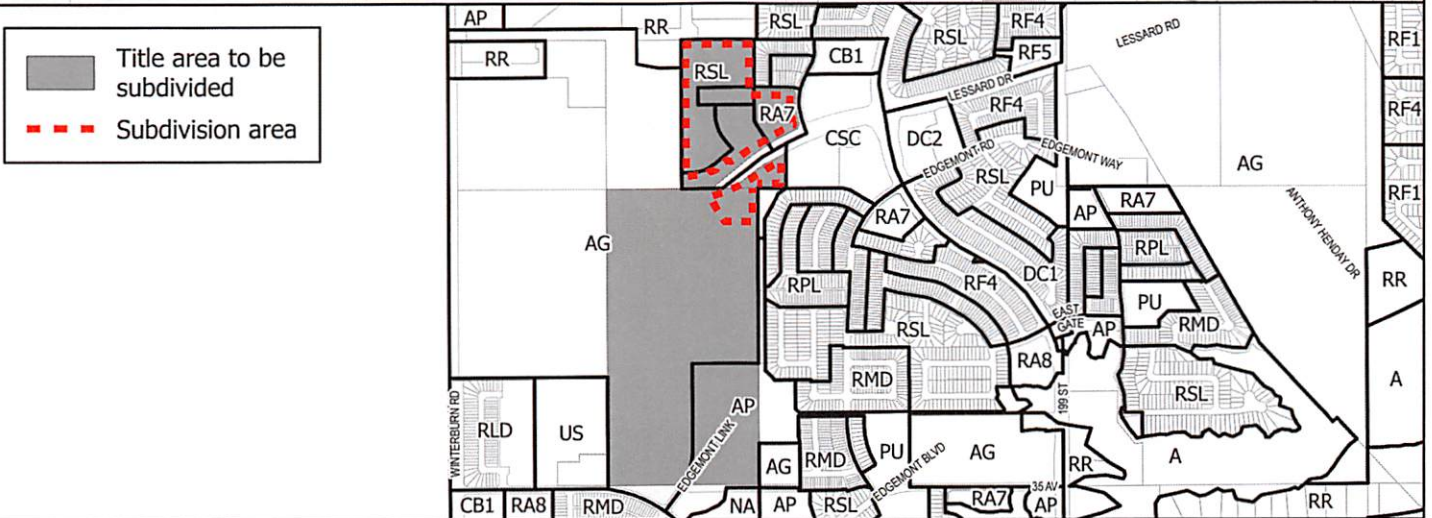 Title area to be
subdivided
Subdivision area
AP
RR
RSL
RSL
RF4
LESSARD RD
RF1
RR
CB1
RF5
RSL
LESSARD DR
RA7
RF4
RF4
CSC
DC2
EDGEMONT RD
EDGEMONT WAY
AG
RSL
PU
RF1
AP
RA7
ANTHONY HENDAY DR
RA7
AG
RPL
RR
RPL
RF4
DC1
PU
EAST
GATE
AP
RMD
RSL
RA8
A
RMD
199 ST
RSL
AP
WINTERBURN RD
RLD
US
EDGEMONT LINK
AG
RMD
PU
EDGEMONT BLVD
AG
RR
A
35 AV
CB1
RA8
RMD
NA
AP
RSL
RA7
AP
RR